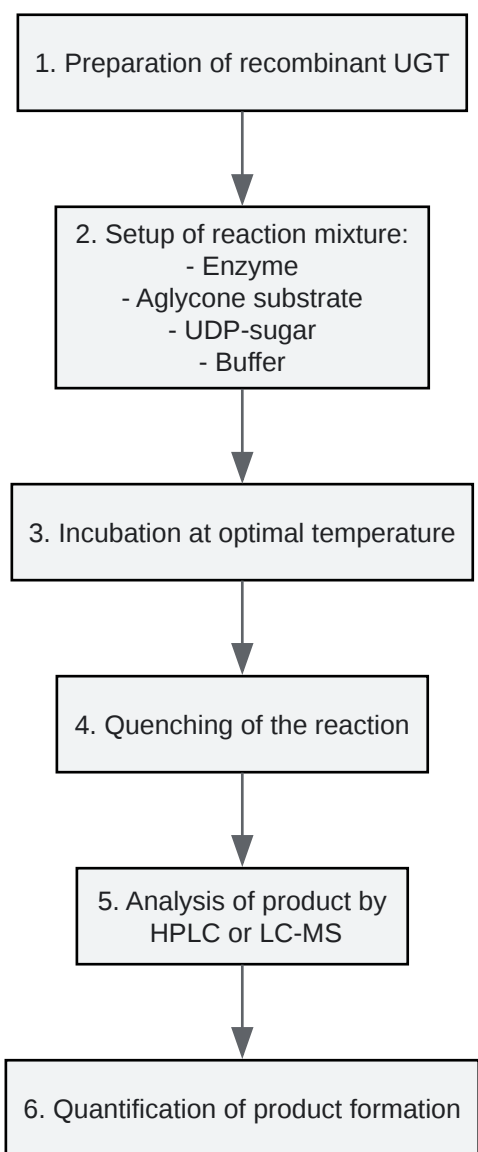 1. Preparation of recombinant UGT
2. Setup of reaction mixture:
- Enzyme
- Aglycone substrate
- UDP-sugar
- Buffer
3. Incubation at optimal temperature
4. Quenching of the reaction
5. Analysis of product by
HPLC or LC-MS
6. Quantification of product formation